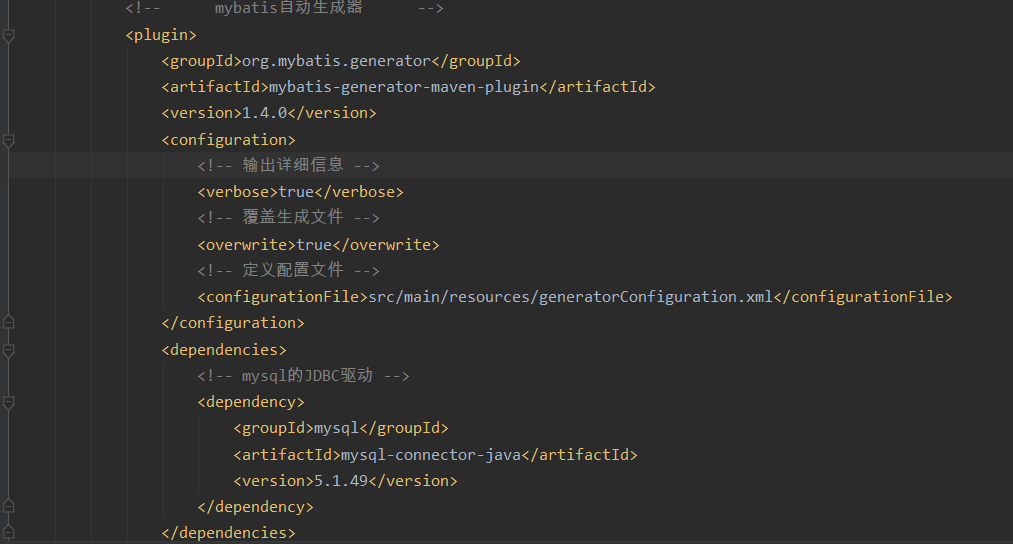 <!--      mybatis自动生成器      -->
<plugin>
<groupId>org.mybatis.generator</groupId>
<artifactId>mybatis-generator-maven-plugin</artifactId>
<version>1.4.0</version>
<configuration>
<!-- 输出详细信息 -->
<verbose>true</verbose>
<!-- 覆盖生成文件 -->
<overwrite>true</overwrite>
<!-- 定义配置文件 -->
<configurationFile>src/main/resources/generatorConfiguration.xml</configurationFile>
</configuration>
<dependencies>
<!-- mysql的JDBC驱动 -->
<dependency>
<groupId>mysql</groupId>
<artifactId>mysql-connector-java</artifactId>
<version>5.1.49</version>
</dependency>
</dependencies>